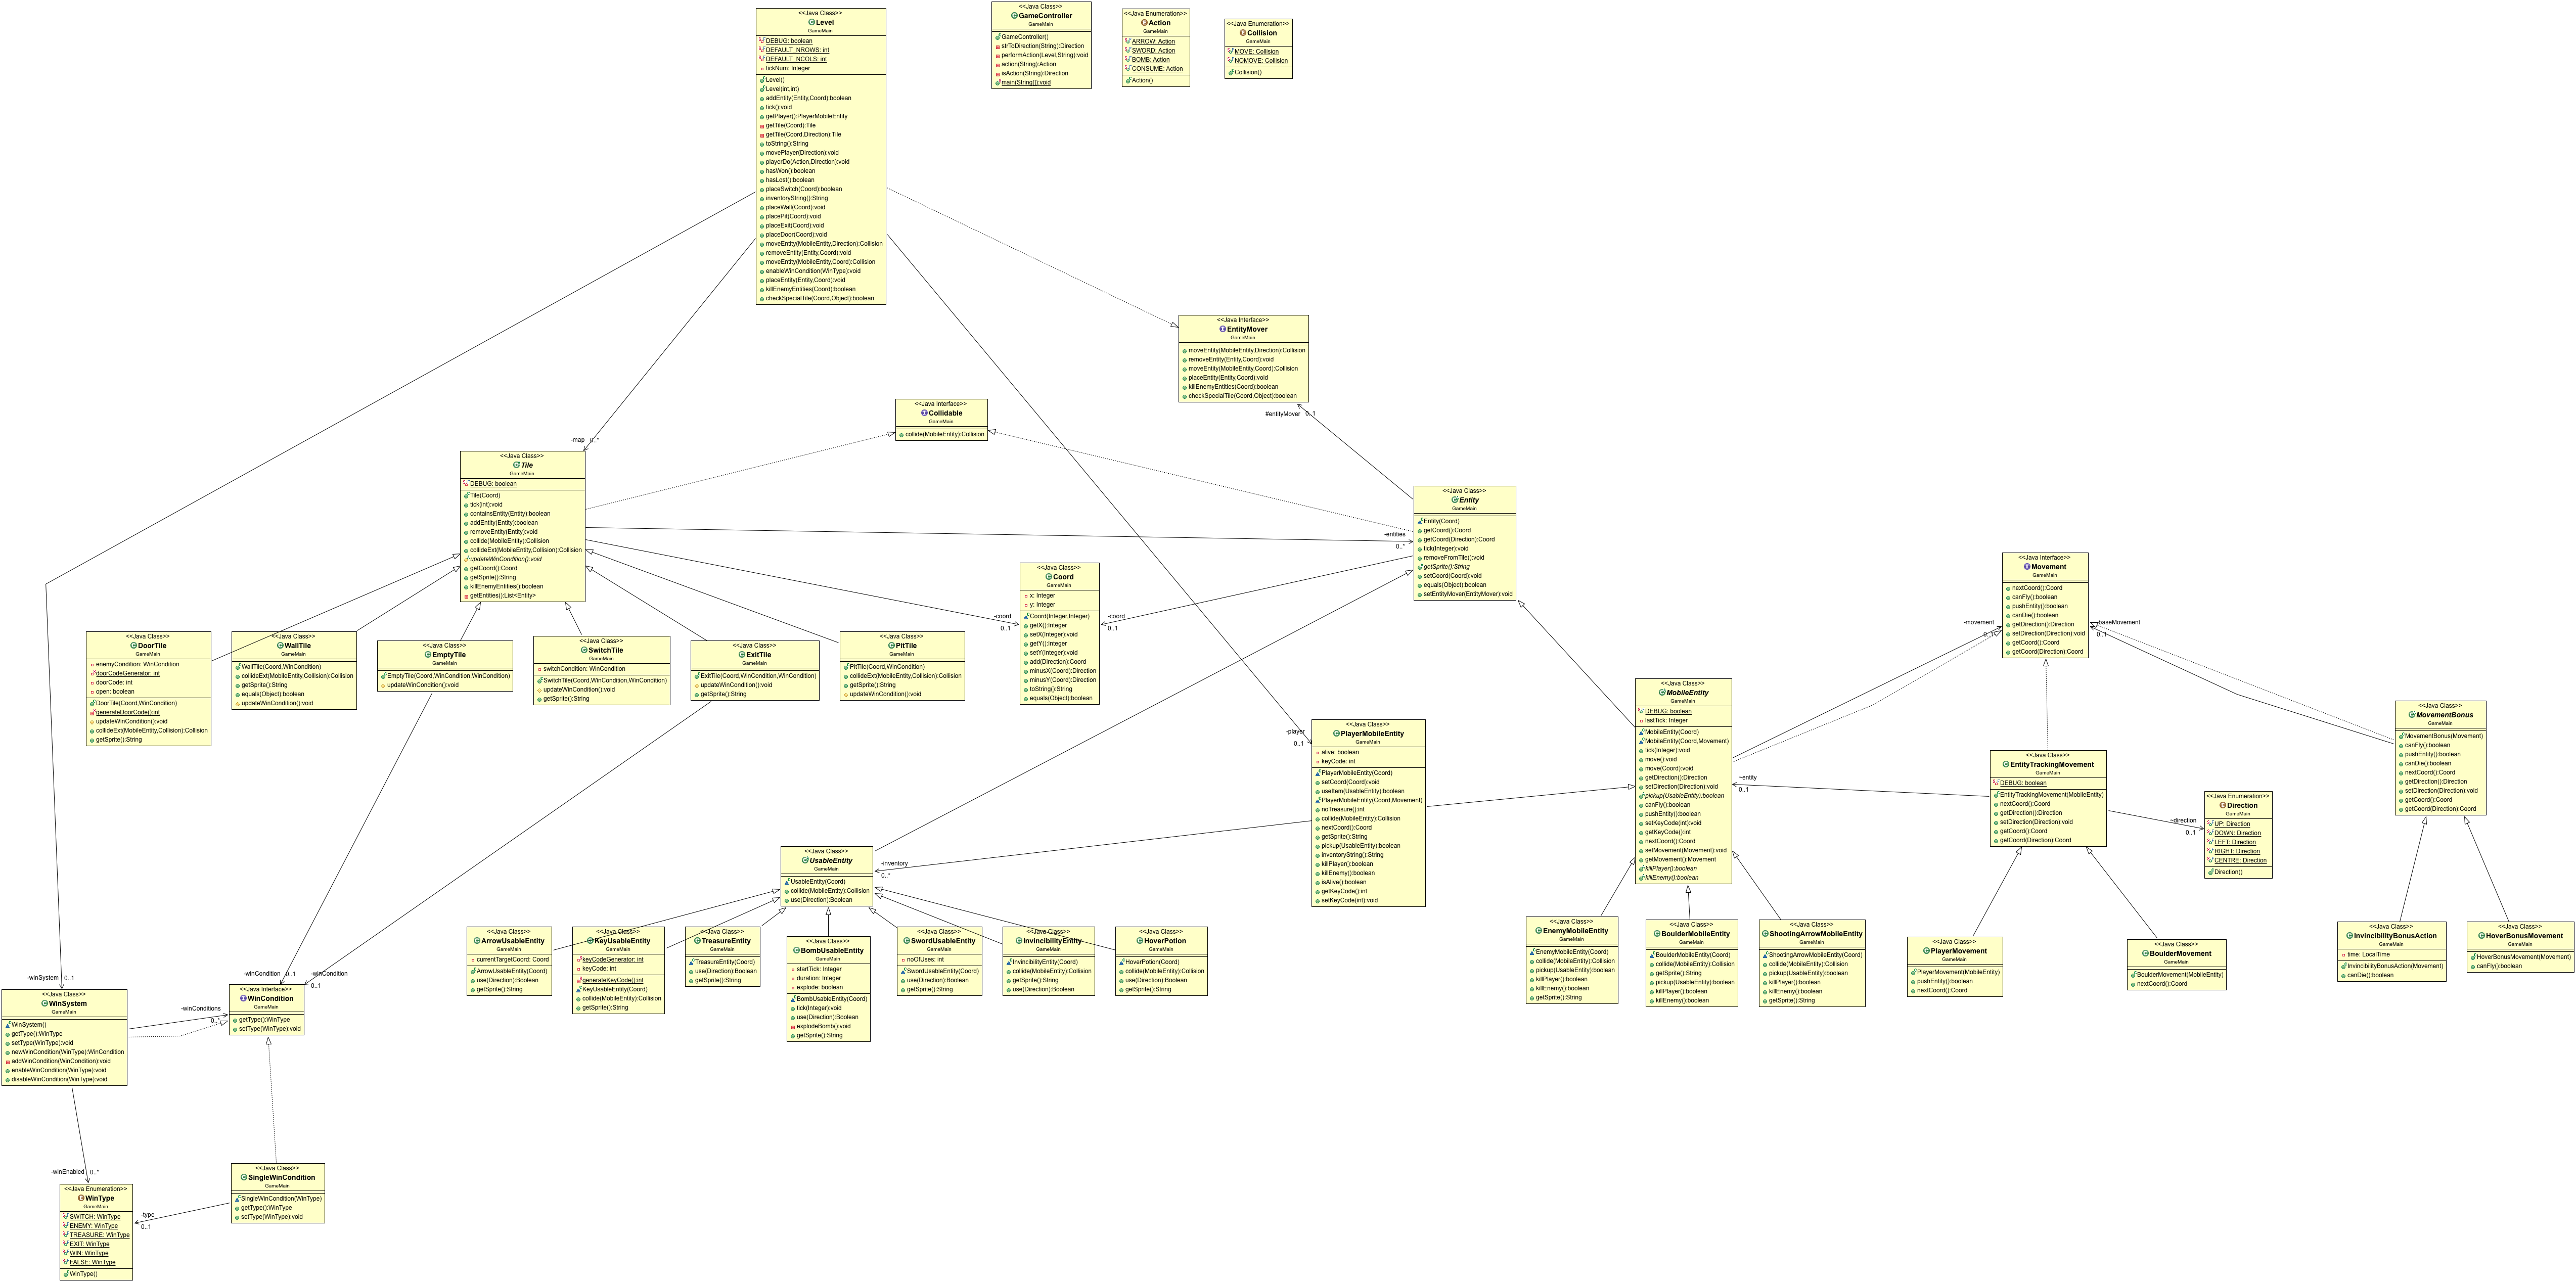 <<Java Class>>
Level
GameMain
DEBUG: boolean
DEFAULT_NROWS: int
DEFAULT_NCOLS: int
tickNum: Integer
Level()
Level(int,int)
addEntity(Entity,Coord):boolean
tick():void
getPlayer():PlayerMobileEntity
getTile(Coord):Tile
getTile(Coord,Direction):Tile
toString():String
movePlayer(Direction):void
playerDo(Action,Direction):void
hasWon():boolean
hasLost():boolean
placeSwitch(Coord):boolean
inventoryString():String
placeWall(Coord):void
placePit(Coord):void
placeExit(Coord):void
placeDoor(Coord):void
moveEntity(MobileEntity,Direction):Collision
removeEntity(Entity,Coord):void
moveEntity(MobileEntity,Coord):Collision
enableWinCondition(WinType):void
placeEntity(Entity,Coord):void
killEnemyEntities(Coord):boolean
checkSpecialTile(Coord,Object):boolean
<<Java Class>>
GameController
GameMain
GameController()
strToDirection(String):Direction
performAction(Level,String):void
action(String):Action
isAction(String):Direction
main(String[]):void
<<Java Enumeration>>
Action
GameMain
ARROW: Action
SWORD: Action
BOMB: Action
CONSUME: Action
Action()
<<Java Enumeration>>
Collision
GameMain
MOVE: Collision
NOMOVE: Collision
Collision()
<<Java Interface>>
EntityMover
GameMain
moveEntity(MobileEntity,Direction):Collision
removeEntity(Entity,Coord):void
moveEntity(MobileEntity,Coord):Collision
placeEntity(Entity,Coord):void
killEnemyEntities(Coord):boolean
checkSpecialTile(Coord,Object):boolean
#entityMover 0..1
<<Java Interface>>
Collidable
GameMain
collide(MobileEntity):Collision
-map 0..*
<<Java Class>>
Tile
GameMain
DEBUG: boolean
Tile(Coord)
tick(int):void
containsEntity(Entity):boolean
addEntity(Entity):boolean
removeEntity(Entity):void
collide(MobileEntity):Collision
collideExt(MobileEntity,Collision):Collision
updateWinCondition():void
getCoord():Coord
getSprite():String
killEnemyEntities():boolean
getEntities():List<Entity>
<<Java Class>>
Entity
GameMain
Entity(Coord)
getCoord():Coord
getCoord(Direction):Coord
tick(Integer):void
removeFromTile():void
getSprite():String
setCoord(Coord):void
equals(Object):boolean
setEntityMover(EntityMover):void
-entities
0..*
<<Java Class>>
Coord
GameMain
x: Integer
y: Integer
Coord(Integer,Integer)
getX():Integer
setX(Integer):void
getY():Integer
setY(Integer):void
add(Direction):Coord
minusX(Coord):Direction
minusY(Coord):Direction
toString():String
equals(Object):boolean
-coord
0..1
-coord
0..1
<<Java Interface>>
Movement
GameMain
nextCoord():Coord
canFly():boolean
pushEntity():boolean
canDie():boolean
getDirection():Direction
setDirection(Direction):void
getCoord():Coord
getCoord(Direction):Coord
-movement
0..1
-baseMovement
0..1
<<Java Class>>
DoorTile
GameMain
enemyCondition: WinCondition
doorCodeGenerator: int
doorCode: int
open: boolean
DoorTile(Coord,WinCondition)
generateDoorCode():int
updateWinCondition():void
collideExt(MobileEntity,Collision):Collision
getSprite():String
<<Java Class>>
WallTile
GameMain
WallTile(Coord,WinCondition)
collideExt(MobileEntity,Collision):Collision
getSprite():String
equals(Object):boolean
updateWinCondition():void
<<Java Class>>
EmptyTile
GameMain
EmptyTile(Coord,WinCondition,WinCondition)
updateWinCondition():void
<<Java Class>>
SwitchTile
GameMain
switchCondition: WinCondition
SwitchTile(Coord,WinCondition,WinCondition)
updateWinCondition():void
getSprite():String
<<Java Class>>
ExitTile
GameMain
ExitTile(Coord,WinCondition,WinCondition)
updateWinCondition():void
getSprite():String
<<Java Class>>
PitTile
GameMain
PitTile(Coord,WinCondition)
collideExt(MobileEntity,Collision):Collision
getSprite():String
updateWinCondition():void
<<Java Class>>
MobileEntity
GameMain
DEBUG: boolean
lastTick: Integer
MobileEntity(Coord)
MobileEntity(Coord,Movement)
tick(Integer):void
move():void
move(Coord):void
getDirection():Direction
setDirection(Direction):void
pickup(UsableEntity):boolean
canFly():boolean
pushEntity():boolean
setKeyCode(int):void
getKeyCode():int
nextCoord():Coord
setMovement(Movement):void
getMovement():Movement
killPlayer():boolean
killEnemy():boolean
<<Java Class>>
MovementBonus
GameMain
MovementBonus(Movement)
canFly():boolean
pushEntity():boolean
canDie():boolean
nextCoord():Coord
getDirection():Direction
setDirection(Direction):void
getCoord():Coord
getCoord(Direction):Coord
<<Java Class>>
PlayerMobileEntity
GameMain
alive: boolean
keyCode: int
PlayerMobileEntity(Coord)
setCoord(Coord):void
useItem(UsableEntity):boolean
PlayerMobileEntity(Coord,Movement)
noTreasure():int
collide(MobileEntity):Collision
nextCoord():Coord
getSprite():String
pickup(UsableEntity):boolean
inventoryString():String
killPlayer():boolean
killEnemy():boolean
isAlive():boolean
getKeyCode():int
setKeyCode(int):void
-player
0..1
<<Java Class>>
EntityTrackingMovement
GameMain
DEBUG: boolean
EntityTrackingMovement(MobileEntity)
nextCoord():Coord
getDirection():Direction
setDirection(Direction):void
getCoord():Coord
getCoord(Direction):Coord
~entity
0..1
~direction
0..1
<<Java Enumeration>>
Direction
GameMain
UP: Direction
DOWN: Direction
LEFT: Direction
RIGHT: Direction
CENTRE: Direction
Direction()
<<Java Class>>
UsableEntity
GameMain
UsableEntity(Coord)
collide(MobileEntity):Collision
use(Direction):Boolean
-inventory
0..*
<<Java Class>>
ArrowUsableEntity
GameMain
currentTargetCoord: Coord
ArrowUsableEntity(Coord)
use(Direction):Boolean
getSprite():String
<<Java Class>>
KeyUsableEntity
GameMain
keyCodeGenerator: int
keyCode: int
generateKeyCode():int
KeyUsableEntity(Coord)
collide(MobileEntity):Collision
getSprite():String
<<Java Class>>
TreasureEntity
GameMain
TreasureEntity(Coord)
use(Direction):Boolean
getSprite():String
<<Java Class>>
BombUsableEntity
GameMain
startTick: Integer
duration: Integer
explode: boolean
BombUsableEntity(Coord)
tick(Integer):void
use(Direction):Boolean
explodeBomb():void
getSprite():String
<<Java Class>>
SwordUsableEntity
GameMain
noOfUses: int
SwordUsableEntity(Coord)
use(Direction):Boolean
getSprite():String
<<Java Class>>
InvincibilityEntity
GameMain
InvincibilityEntity(Coord)
collide(MobileEntity):Collision
getSprite():String
use(Direction):Boolean
<<Java Class>>
HoverPotion
GameMain
HoverPotion(Coord)
collide(MobileEntity):Collision
use(Direction):Boolean
getSprite():String
<<Java Class>>
EnemyMobileEntity
GameMain
EnemyMobileEntity(Coord)
collide(MobileEntity):Collision
pickup(UsableEntity):boolean
killPlayer():boolean
killEnemy():boolean
getSprite():String
<<Java Class>>
BoulderMobileEntity
GameMain
BoulderMobileEntity(Coord)
collide(MobileEntity):Collision
getSprite():String
pickup(UsableEntity):boolean
killPlayer():boolean
killEnemy():boolean
<<Java Class>>
ShootingArrowMobileEntity
GameMain
ShootingArrowMobileEntity(Coord)
collide(MobileEntity):Collision
pickup(UsableEntity):boolean
killPlayer():boolean
killEnemy():boolean
getSprite():String
<<Java Class>>
PlayerMovement
GameMain
PlayerMovement(MobileEntity)
pushEntity():boolean
nextCoord():Coord
<<Java Class>>
BoulderMovement
GameMain
BoulderMovement(MobileEntity)
nextCoord():Coord
<<Java Class>>
InvincibilityBonusAction
GameMain
time: LocalTime
InvincibilityBonusAction(Movement)
canDie():boolean
<<Java Class>>
HoverBonusMovement
GameMain
HoverBonusMovement(Movement)
canFly():boolean
-winSystem 0..1
<<Java Class>>
WinSystem
GameMain
WinSystem()
getType():WinType
setType(WinType):void
newWinCondition(WinType):WinCondition
addWinCondition(WinCondition):void
enableWinCondition(WinType):void
disableWinCondition(WinType):void
-winCondition 0..1
-winCondition
0..1
-winConditions
0..*
<<Java Interface>>
WinCondition
GameMain
getType():WinType
setType(WinType):void
<<Java Class>>
SingleWinCondition
GameMain
SingleWinCondition(WinType)
getType():WinType
setType(WinType):void
-winEnabled 0..*
-type
0..1
<<Java Enumeration>>
WinType
GameMain
SWITCH: WinType
ENEMY: WinType
TREASURE: WinType
EXIT: WinType
WIN: WinType
FALSE: WinType
WinType()